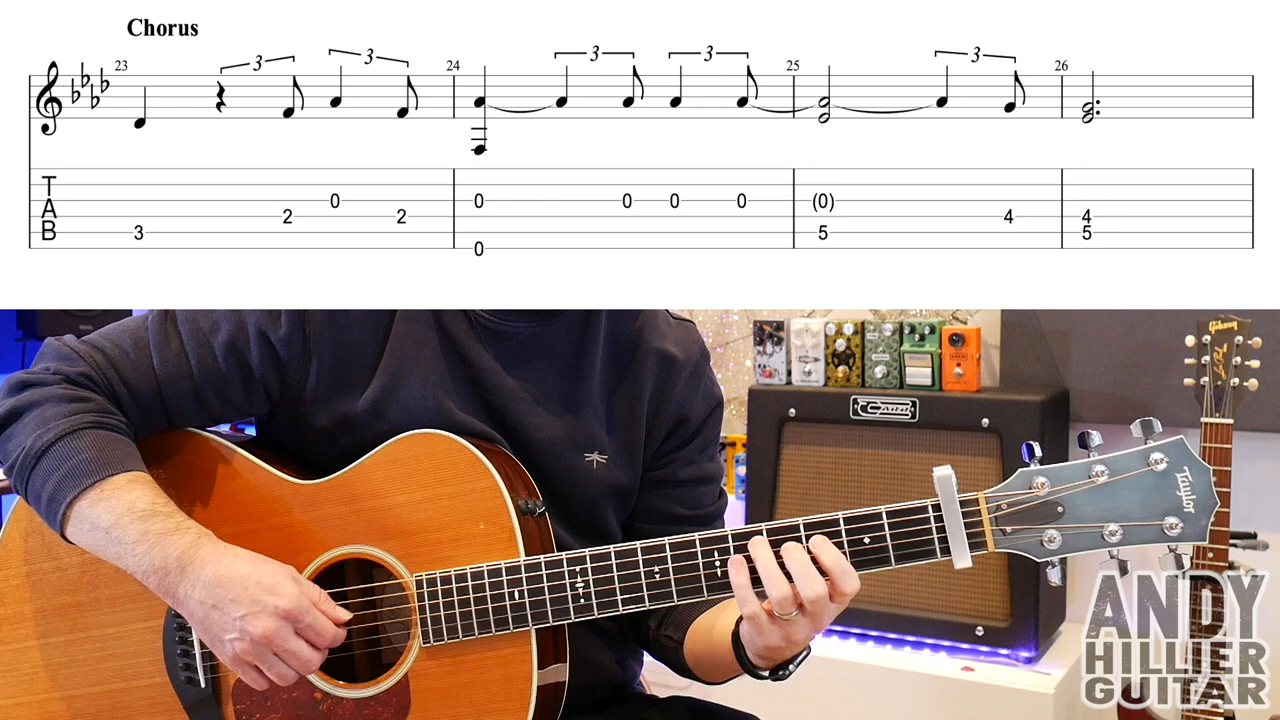 Chorus
23 3 3 24 3 3 25 3 26
T
A
B
0 0 0 0 0 (0)
2 2 4 4
3 5 5
0
Gibson
Taylor
ANDY
HILLIER
GUITAR